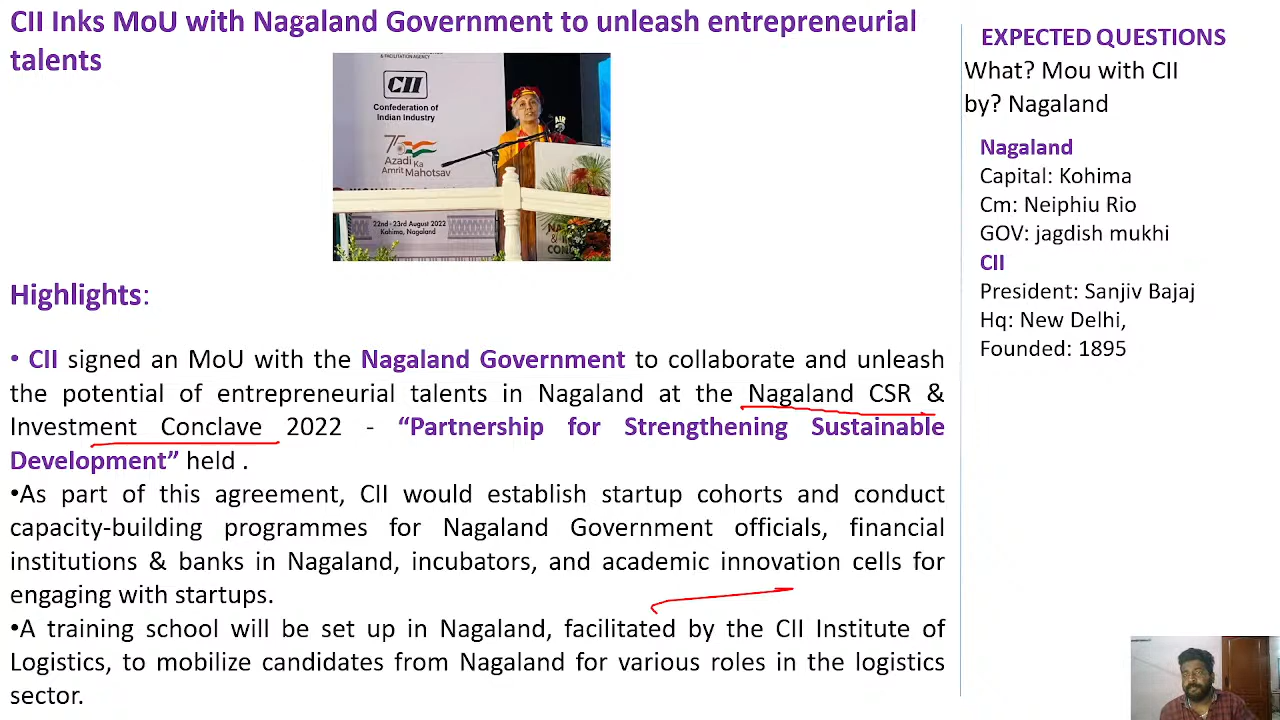 CII Inks MoU with Nagaland Government to unleash entrepreneurial
talents
& FACILITATION AGENCY
CII
Confederation of
Indian Industry
75
Azadi Ka
Amrit Mahotsav
22nd - 23rd August 2022
Kohima, Nagaland
Highlights:
• CII signed an MoU with the Nagaland Government to collaborate and unleash
the potential of entrepreneurial talents in Nagaland at the Nagaland CSR &
Investment Conclave 2022 - “Partnership for Strengthening Sustainable
Development” held .
•As part of this agreement, CII would establish startup cohorts and conduct
capacity-building programmes for Nagaland Government officials, financial
institutions & banks in Nagaland, incubators, and academic innovation cells for
engaging with startups.
•A training school will be set up in Nagaland, facilitated by the CII Institute of
Logistics, to mobilize candidates from Nagaland for various roles in the logistics
sector.
EXPECTED QUESTIONS
What? Mou with CII
by? Nagaland
Nagaland
Capital: Kohima
Cm: Neiphiu Rio
GOV: jagdish mukhi
CII
President: Sanjiv Bajaj
Hq: New Delhi,
Founded: 1895